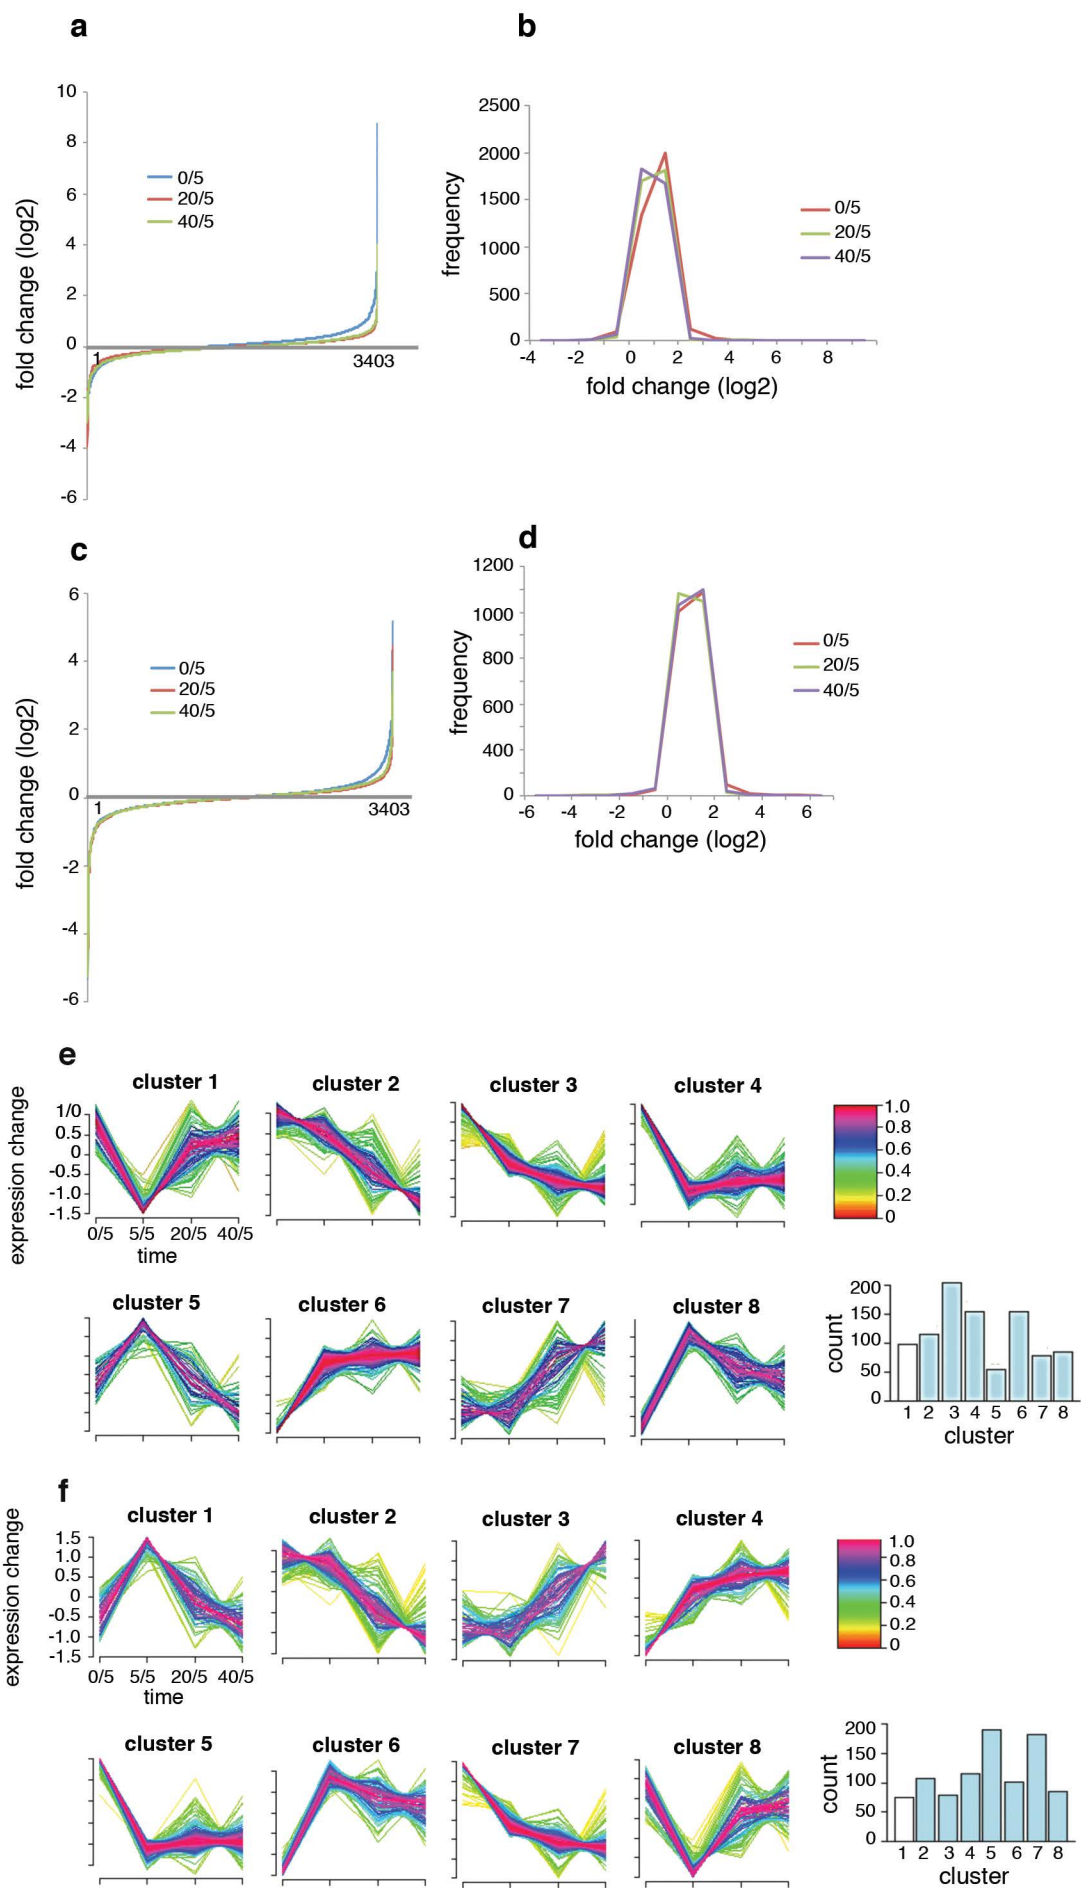 a
b
10
8
6
4
2
0
-2
-4
-6
fold change (log2)
0/5
20/5
40/5
1
3403
2500
2000
1500
1000
500
0
frequency
0/5
20/5
40/5
-4 -2 0 2 4 6 8
fold change (log2)
c
d
6
4
2
0
-2
-4
-6
fold change (log2)
0/5
20/5
40/5
1
3403
1200
1000
800
600
400
0
frequency
0/5
20/5
40/5
-6 -4 -2 0 2 4 6
fold change (log2)
e
cluster 1
cluster 2
cluster 3
cluster 4
expression change
1/0
0.5
0
-0.5
-1.0
-1.5
0/5 5/5 20/5 40/5
time
1.0
0.8
0.6
0.4
0.2
0
cluster 5
cluster 6
cluster 7
cluster 8
200
150
100
50
0
count
1 2 3 4 5 6 7 8
cluster
f
cluster 1
cluster 2
cluster 3
cluster 4
expression change
1.5
1.0
0.5
0
-0.5
-1.0
-1.5
0/5 5/5 20/5 40/5
time
1.0
0.8
0.6
0.4
0.2
0
cluster 5
cluster 6
cluster 7
cluster 8
200
150
100
50
0
count
1 2 3 4 5 6 7 8
cluster